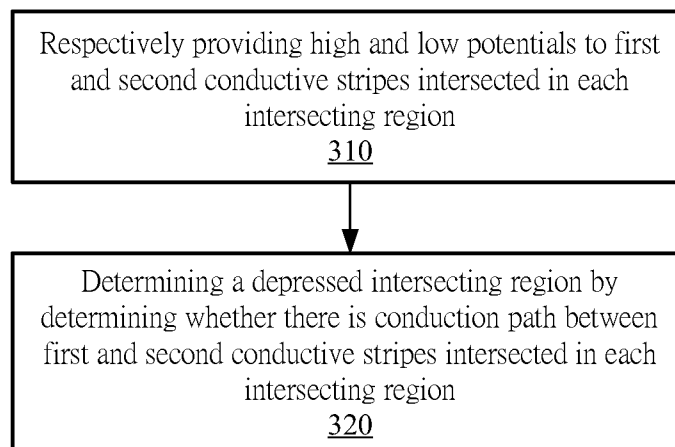 Respectively providing high and low potentials to first
and second conductive stripes intersected in each
intersecting region
310
Determining a depressed intersecting region by
determining whether there is conduction path between
first and second conductive stripes intersected in each
intersecting region
320